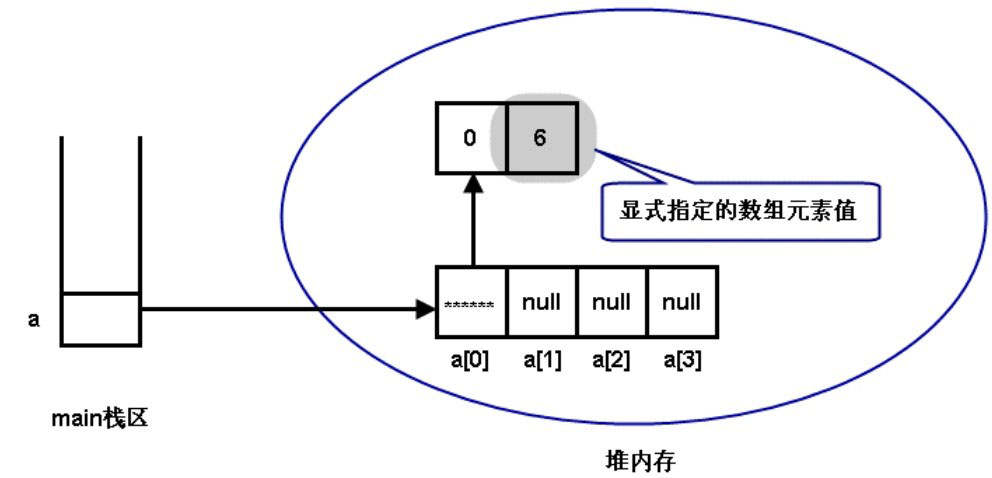 0 6
显式指定的数组元素值
a
****** null null null
a[0] a[1] a[2] a[3]
main栈区
堆内存